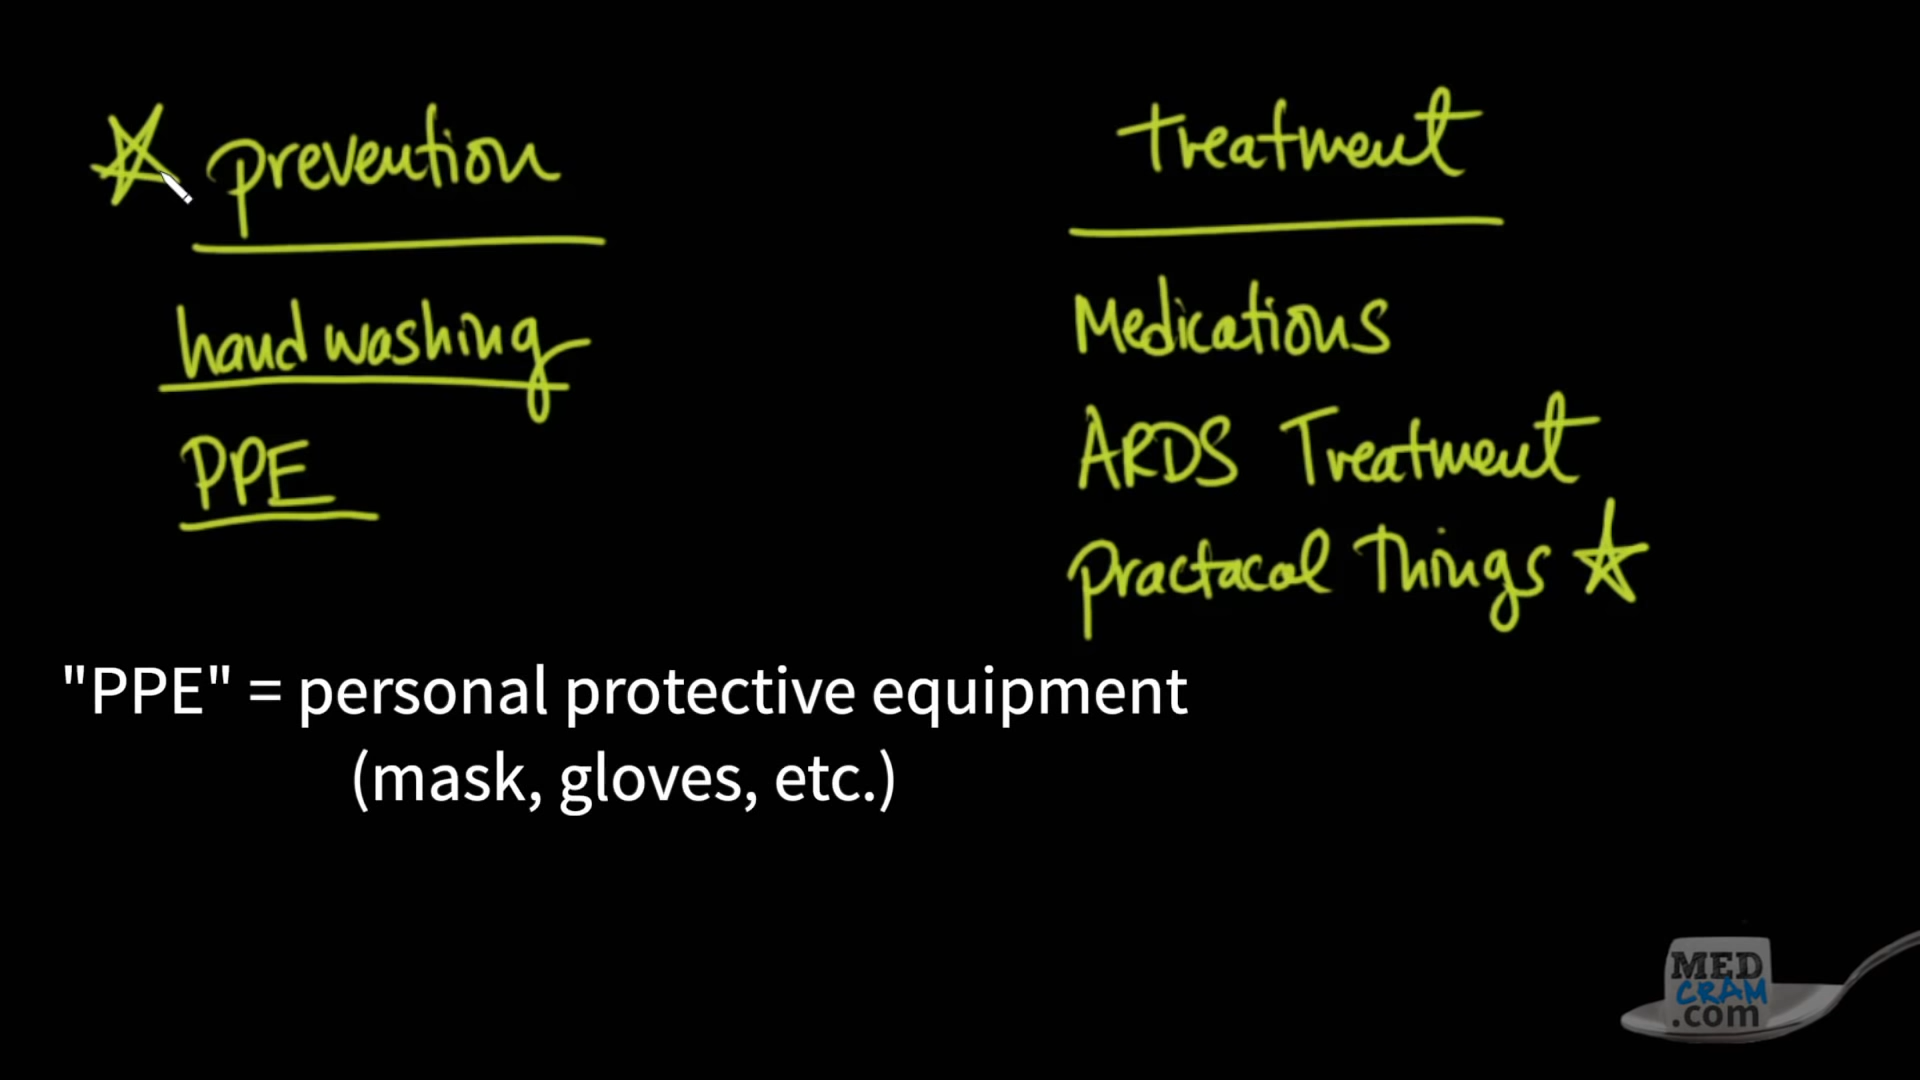 prevention
hand washing
PPE
Treatment
Medications
ARDS Treatment
practacal Things
"PPE" = personal protective equipment
(mask, gloves, etc.)
MED
CRAM
.com